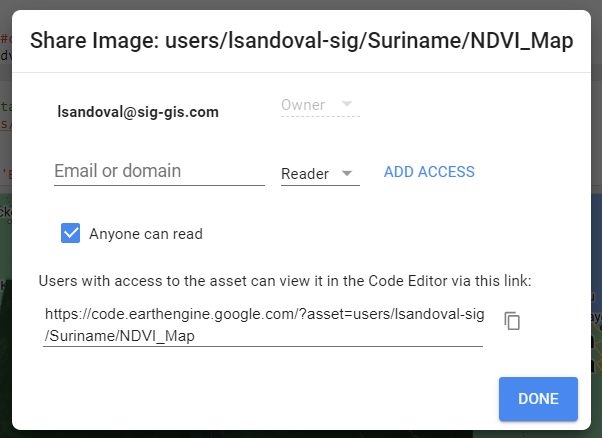 Share Image: users/lsandoval-sig/Suriname/NDVI_Map
lsandoval@sig-gis.com
Owner
Email or domain
Reader
ADD ACCESS
Anyone can read
Users with access to the asset can view it in the Code Editor via this link:
https://code.earthengine.google.com/?asset=users/lsandoval-sig
/Suriname/NDVI_Map
DONE